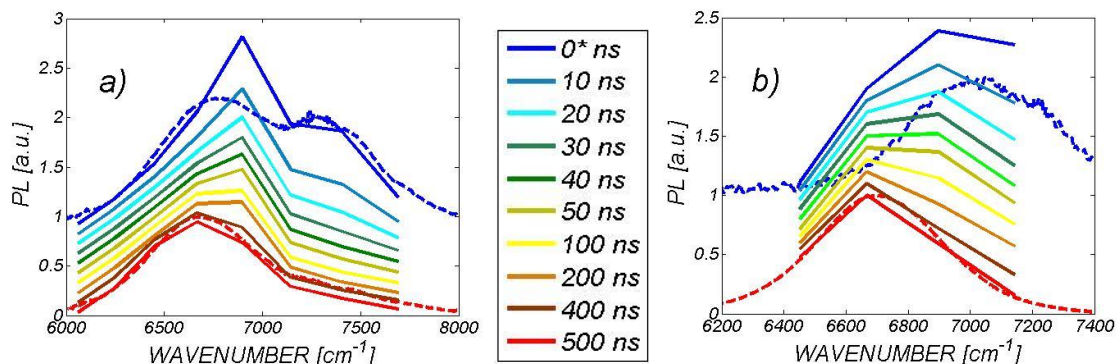 a)
PL [a.u.]
3
2.5
2
1.5
1
0.5
0
6000 6500 7000 7500 8000
WAVENUMBER [cm-1]
0* ns
10 ns
20 ns
30 ns
40 ns
50 ns
100 ns
200 ns
400 ns
500 ns
b)
PL [a.u.]
2.5
2
1.5
1
0.5
0
6200 6400 6600 6800 7000 7200 7400
WAVENUMBER [cm-1]